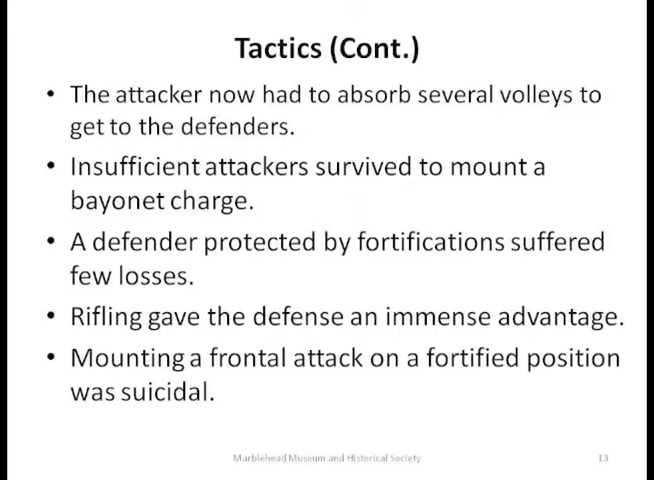 Tactics (Cont.)
• The attacker now had to absorb several volleys to
get to the defenders.
• Insufficient attackers survived to mount a
bayonet charge.
• A defender protected by fortifications suffered
few losses.
• Rifling gave the defense an immense advantage.
• Mounting a frontal attack on a fortified position
was suicidal.
Marblehead Museum and Historical Society
13